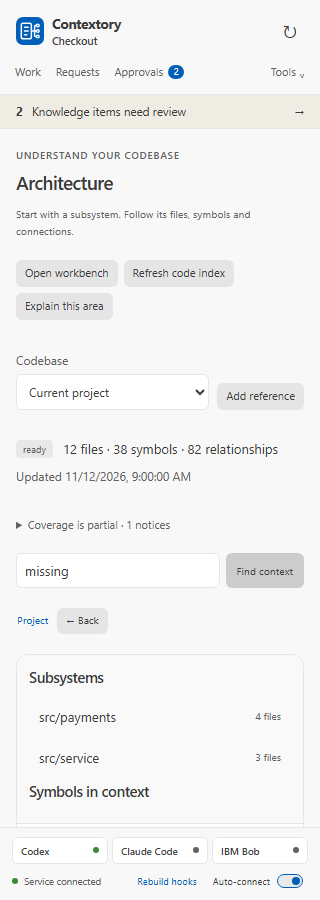 Contextory
Checkout
↻
Work Requests Approvals 2 Tools
2 Knowledge items need review →
UNDERSTAND YOUR CODEBASE
Architecture
Start with a subsystem. Follow its files, symbols and
connections.
Open workbench Refresh code index
Explain this area
Codebase
Current project Add reference
ready 12 files · 38 symbols · 82 relationships
Updated 11/12/2026, 9:00:00 AM
▶ Coverage is partial · 1 notices
missing Find context
Project ← Back
Subsystems
src/payments 4 files
src/service 3 files
Symbols in context
Codex Claude Code IBM Bob
Service connected Rebuild hooks Auto-connect